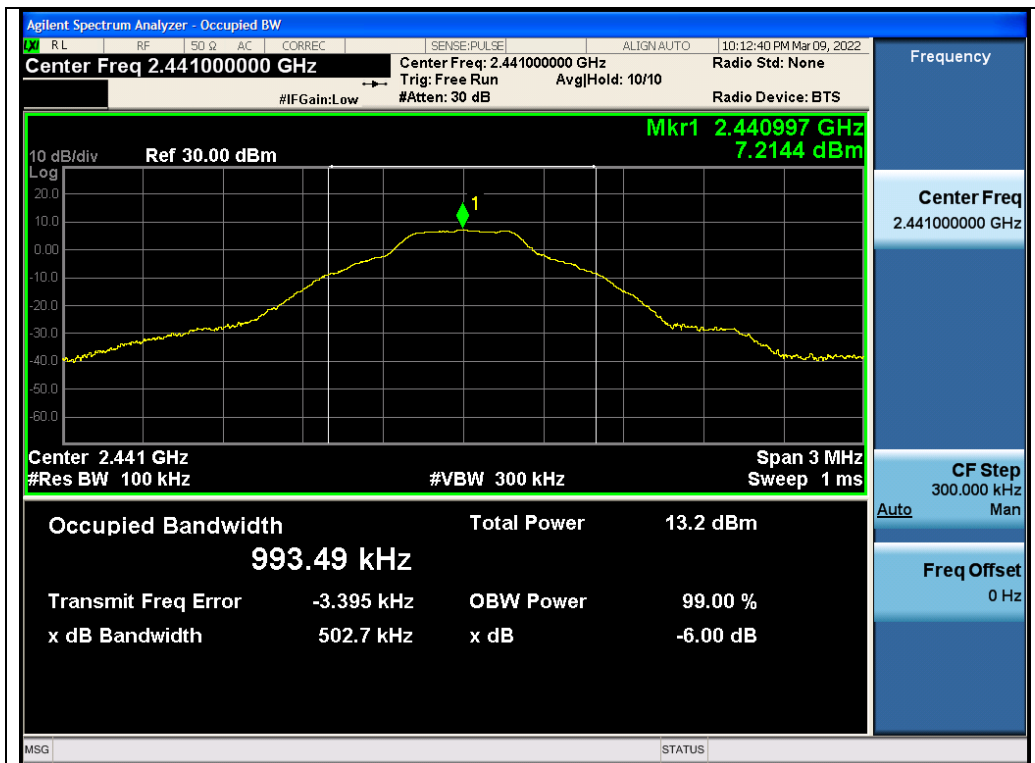 Agilent Spectrum Analyzer - Occupied BW
LXI RL RF 50 Ω AC CORREC SENSE:PULSE ALIGN AUTO 10:12:40 PM Mar 09, 2022
Center Freq 2.441000000 GHz
Center Freq: 2.441000000 GHz
Radio Std: None
Trig: Free Run Avg|Hold: 10/10
#IFGain:Low
#Atten: 30 dB
Radio Device: BTS
Mkr1 2.440997 GHz
7.2144 dBm
10 dB/div Ref 30.00 dBm
Log
20.0
10.0
0.00
-10.0
-20.0
-30.0
-40.0
-50.0
-60.0
1
Center 2.441 GHz
Span 3 MHz
#Res BW 100 kHz
#VBW 300 kHz
Sweep 1 ms
Occupied Bandwidth
Total Power 13.2 dBm
993.49 kHz
Transmit Freq Error -3.395 kHz
OBW Power 99.00 %
x dB Bandwidth 502.7 kHz
x dB -6.00 dB
Frequency
Center Freq
2.441000000 GHz
CF Step
300.000 kHz
Auto Man
Freq Offset
0 Hz
MSG
STATUS